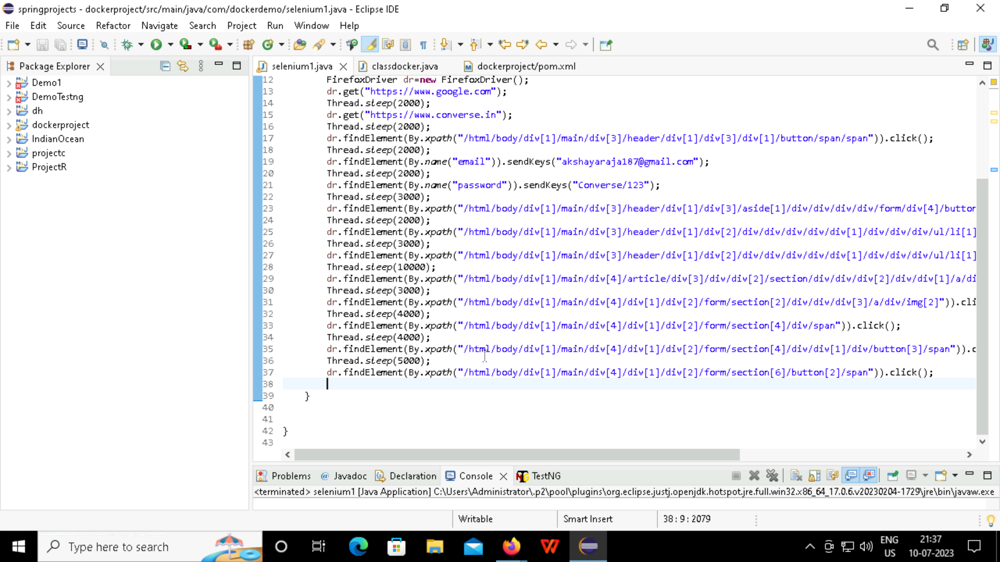 springprojects - dockerproject/src/main/java/com/dockerdemo/selenium1.java - Eclipse IDE
File Edit Source Refactor Navigate Search Project Run Window Help
Package Explorer
Demo1
DemoTestng
dh
dockerproject
IndianOcean
projectc
ProjectR
selenium1.java classdocker.java dockerproject/pom.xml
12 FirefoxDriver dr=new FirefoxDriver();
13 dr.get("https://www.google.com");
14 Thread.sleep(2000);
15 dr.get("https://www.converse.in");
16 Thread.sleep(2000);
17 dr.findElement(By.xpath("/html/body/div[1]/main/div[3]/header/div[1]/div[3]/div[1]/button/span/span")).click();
18 Thread.sleep(2000);
19 dr.findElement(By.name("email")).sendKeys("akshayaraja187@gmail.com");
20 Thread.sleep(2000);
21 dr.findElement(By.name("password")).sendKeys("Converse/123");
22 Thread.sleep(3000);
23 dr.findElement(By.xpath("/html/body/div[1]/main/div[3]/header/div[1]/div[3]/aside[1]/div/div/div/div/form/div[4]/button
24 Thread.sleep(2000);
25 dr.findElement(By.xpath("/html/body/div[1]/main/div[3]/header/div[1]/div[2]/div/div/div/div/div[1]/div/div/div/ul/li[1]
26 Thread.sleep(3000);
27 dr.findElement(By.xpath("/html/body/div[1]/main/div[3]/header/div[1]/div[2]/div/div/div/div/div[1]/div/div/div/ul/li[1]
28 Thread.sleep(10000);
29 dr.findElement(By.xpath("/html/body/div[1]/main/div[4]/article/div[3]/div/div[2]/section/div/div/div[2]/div/div[1]/a/di
30 Thread.sleep(3000);
31 dr.findElement(By.xpath("/html/body/div[1]/main/div[4]/div[1]/div[2]/form/section[2]/div/div/div[3]/a/div/img[2]")).cli
32 Thread.sleep(4000);
33 dr.findElement(By.xpath("/html/body/div[1]/main/div[4]/div[1]/div[2]/form/section[4]/div/span")).click();
34 Thread.sleep(4000);
35 dr.findElement(By.xpath("/html/body/div[1]/main/div[4]/div[1]/div[2]/form/section[4]/div/div[1]/div/button[3]/span")).c
36 Thread.sleep(5000);
37 dr.findElement(By.xpath("/html/body/div[1]/main/div[4]/div[1]/div[2]/form/section[6]/button[2]/span")).click();
38
39 }
40
41
42 }
43
Problems @ Javadoc Declaration Console TestNG
<terminated> selenium1 [Java Application] C:\Users\Administrator\.p2\pool\plugins\org.eclipse.justj.openjdk.hotspot.jre.full.win32.x86_64_17.0.6.v20230204-1729\jre\bin\javaw.exe
Writable Smart Insert 38 : 9 : 2079
Type here to search
ENG
US
21:37
10-07-2023